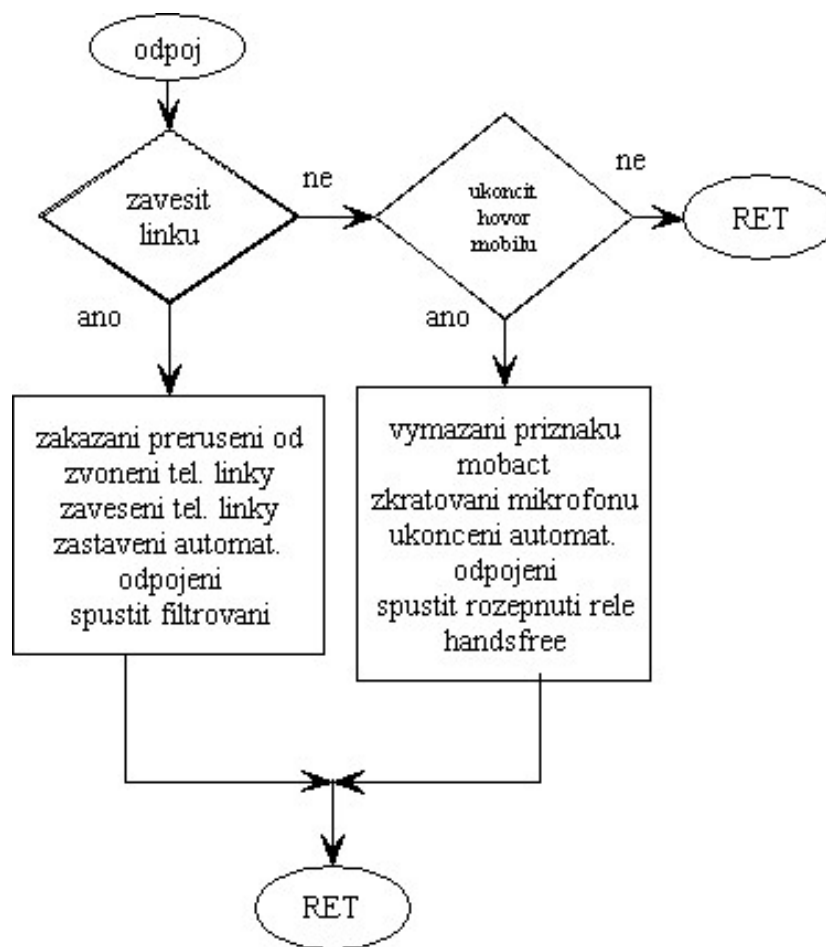 odpoj
zavesit
linku
ne
ukoncit
hovor
mobilu
ne
RET
ano
ano
zakazani preruseni od
zvoneni tel. linky
zaveseni tel. linky
zastaveni automat.
odpojeni
spustit filtrovani
vymazani priznaku
mobact
zkratovani mikrofonu
ukonceni automat.
odpojeni
spustit rozepnuti rele
handsfree
RET